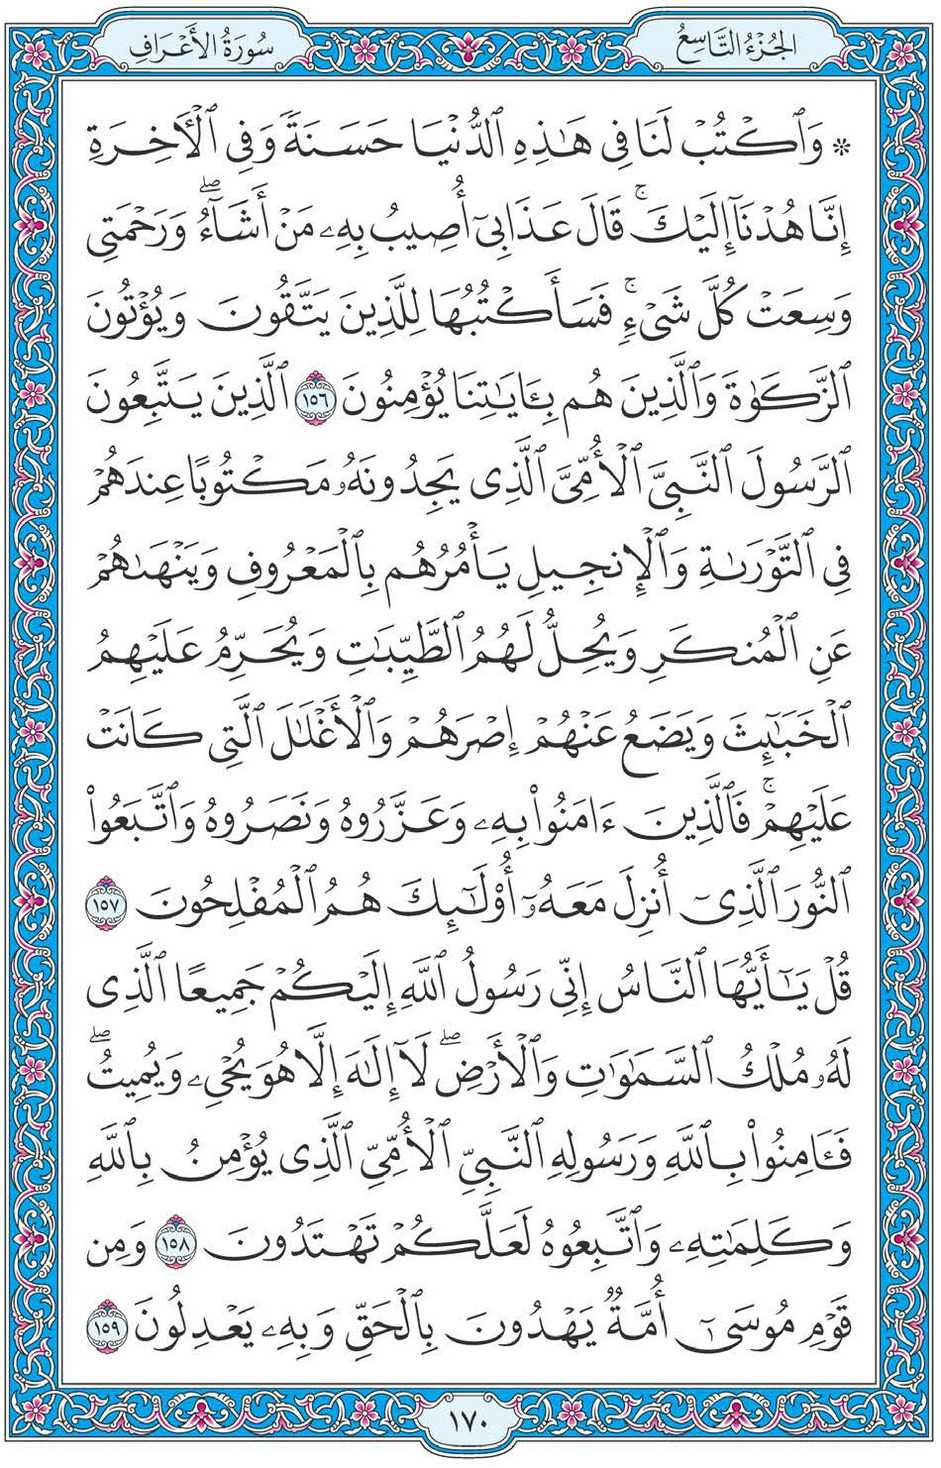 الجُزْءُ التَّاسِعُ
سُورَةُ الأَعْرَافِ
۞ وَٱكْتُبْ لَنَا فِى هَـٰذِهِ ٱلدُّنْيَا حَسَنَةً وَفِى ٱلْـَٔاخِرَةِ
إِنَّا هُدْنَآ إِلَيْكَ ۚ قَالَ عَذَابِىٓ أُصِيبُ بِهِۦ مَنْ أَشَآءُ ۖ وَرَحْمَتِى
وَسِعَتْ كُلَّ شَىْءٍ ۚ فَسَأَكْتُبُهَا لِلَّذِينَ يَتَّقُونَ وَيُؤْتُونَ
ٱلزَّكَوٰةَ وَٱلَّذِينَ هُم بِـَٔايَـٰتِنَا يُؤْمِنُونَ ١٥٦ ٱلَّذِينَ يَتَّبِعُونَ
ٱلرَّسُولَ ٱلنَّبِىَّ ٱلْأُمِّىَّ ٱلَّذِى يَجِدُونَهُۥ مَكْتُوبًا عِندَهُمْ
فِى ٱلتَّوْرَىٰةِ وَٱلْإِنجِيلِ يَأْمُرُهُم بِٱلْمَعْرُوفِ وَيَنْهَىٰهُمْ
عَنِ ٱلْمُنكَرِ وَيُحِلُّ لَهُمُ ٱلطَّيِّبَـٰتِ وَيُحَرِّمُ عَلَيْهِمُ
ٱلْخَبَـٰٓئِثَ وَيَضَعُ عَنْهُمْ إِصْرَهُمْ وَٱلْأَغْلَـٰلَ ٱلَّتِى كَانَتْ
عَلَيْهِمْ ۚ فَٱلَّذِينَ ءَامَنُوا۟ بِهِۦ وَعَزَّرُوهُ وَنَصَرُوهُ وَٱتَّبَعُوا۟
ٱلنُّورَ ٱلَّذِىٓ أُنزِلَ مَعَهُۥٓ أُو۟لَـٰٓئِكَ هُمُ ٱلْمُفْلِحُونَ ١٥٧
قُلْ يَـٰٓأَيُّهَا ٱلنَّاسُ إِنِّى رَسُولُ ٱللَّهِ إِلَيْكُمْ جَمِيعًا ٱلَّذِى
لَهُۥ مُلْكُ ٱلسَّمَـٰوَٰتِ وَٱلْأَرْضِ ۖ لَآ إِلَـٰهَ إِلَّا هُوَ يُحْىِۦ وَيُمِيتُ ۖ
فَـَٔامِنُوا۟ بِٱللَّهِ وَرَسُولِهِ ٱلنَّبِىِّ ٱلْأُمِّىِّ ٱلَّذِى يُؤْمِنُ بِٱللَّهِ
وَكَلِمَـٰتِهِۦ وَٱتَّبِعُوهُ لَعَلَّكُمْ تَهْتَدُونَ ١٥٨ وَمِن
قَوْمِ مُوسَىٰٓ أُمَّةٌ يَهْدُونَ بِٱلْحَقِّ وَبِهِۦ يَعْدِلُونَ ١٥٩
١٧٠